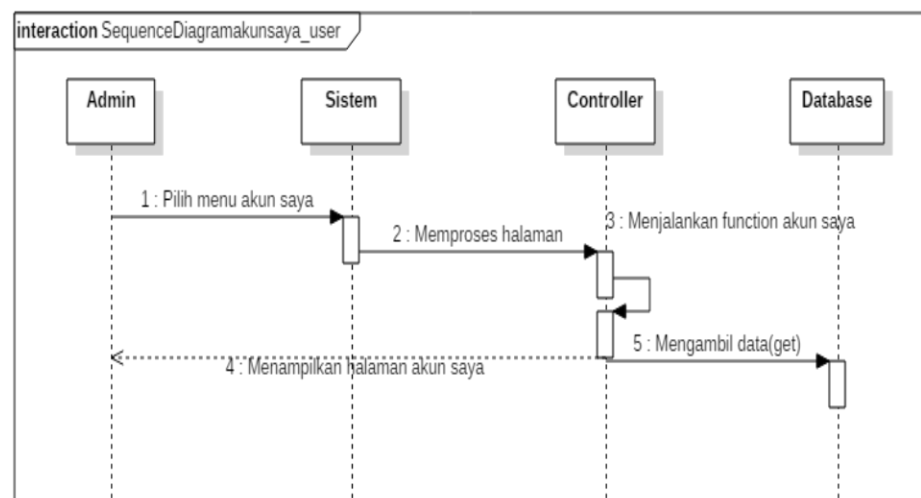 interaction SequenceDiagramakunsaya_user
Admin
Sistem
Controller
Database
1 : Pilih menu akun saya
2 : Memproses halaman
3 : Menjalankan function akun saya
5 : Mengambil data(get)
4 : Menampilkan halaman akun saya